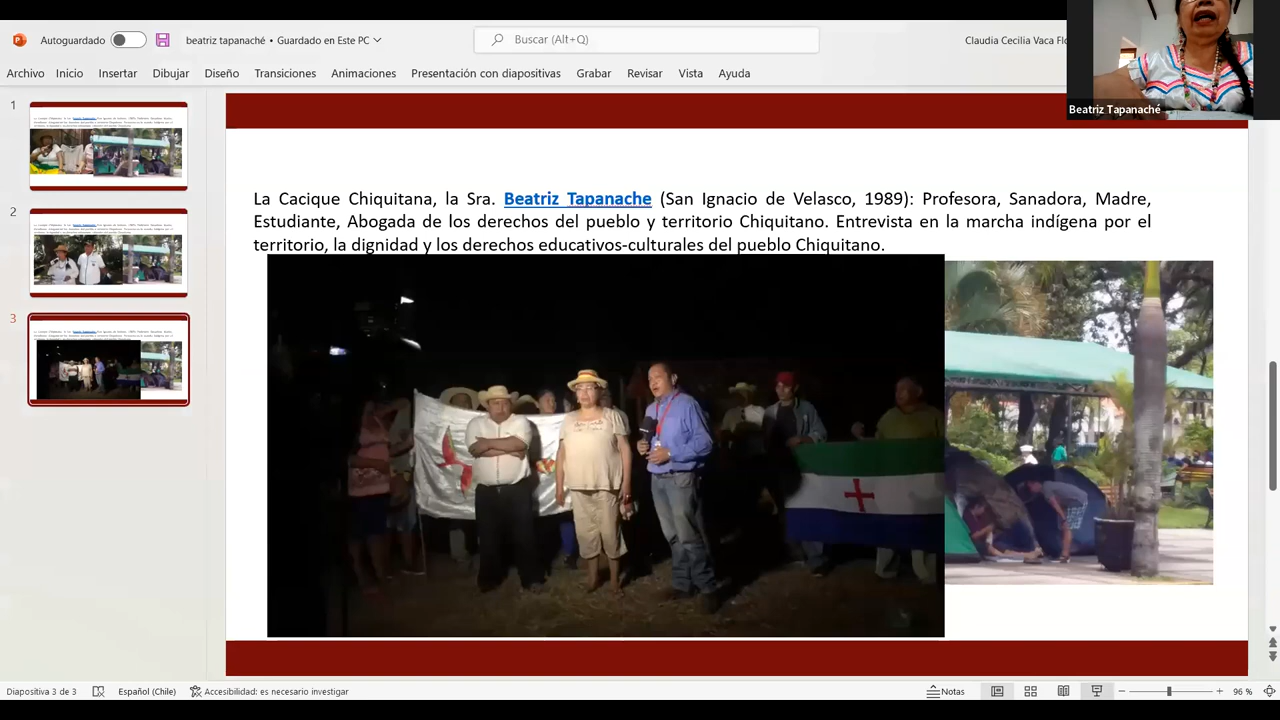 Autoguardado
beatriz tapanaché • Guardado en Este PC
Buscar (Alt+Q)
Claudia Cecilia Vaca Flo
Archivo Inicio Insertar Dibujar Diseño Transiciones Animaciones Presentación con diapositivas Grabar Revisar Vista Ayuda
Beatriz Tapanaché
1
2
3
La Cacique Chiquitana, la Sra. Beatriz Tapanache (San Ignacio de Velasco, 1989): Profesora, Sanadora, Madre,
Estudiante, Abogada de los derechos del pueblo y territorio Chiquitano. Entrevista en la marcha indígena por el
territorio, la dignidad y los derechos educativos-culturales del pueblo Chiquitano.
Diapositiva 3 de 3
Español (Chile)
Accesibilidad: es necesario investigar
Notas
96 %